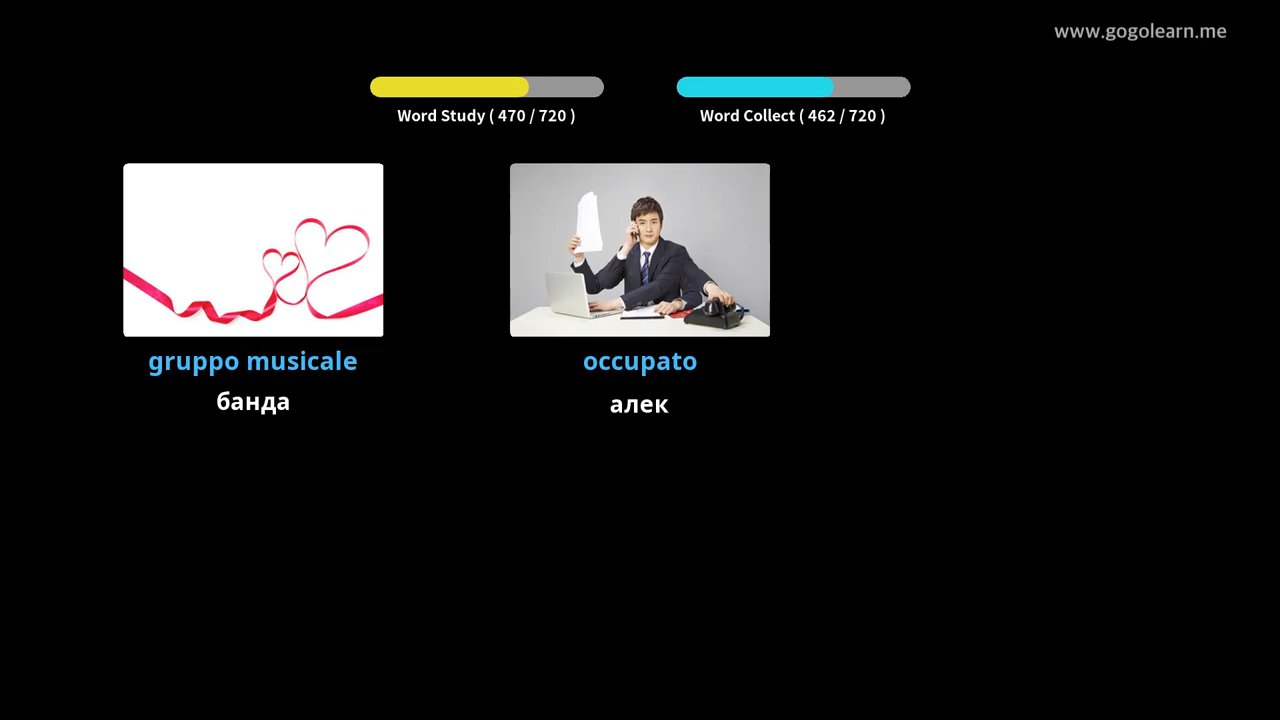 www.gogolearn.me
Word Study ( 470 / 720 )
Word Collect ( 462 / 720 )
gruppo musicale
банда
occupato
алек